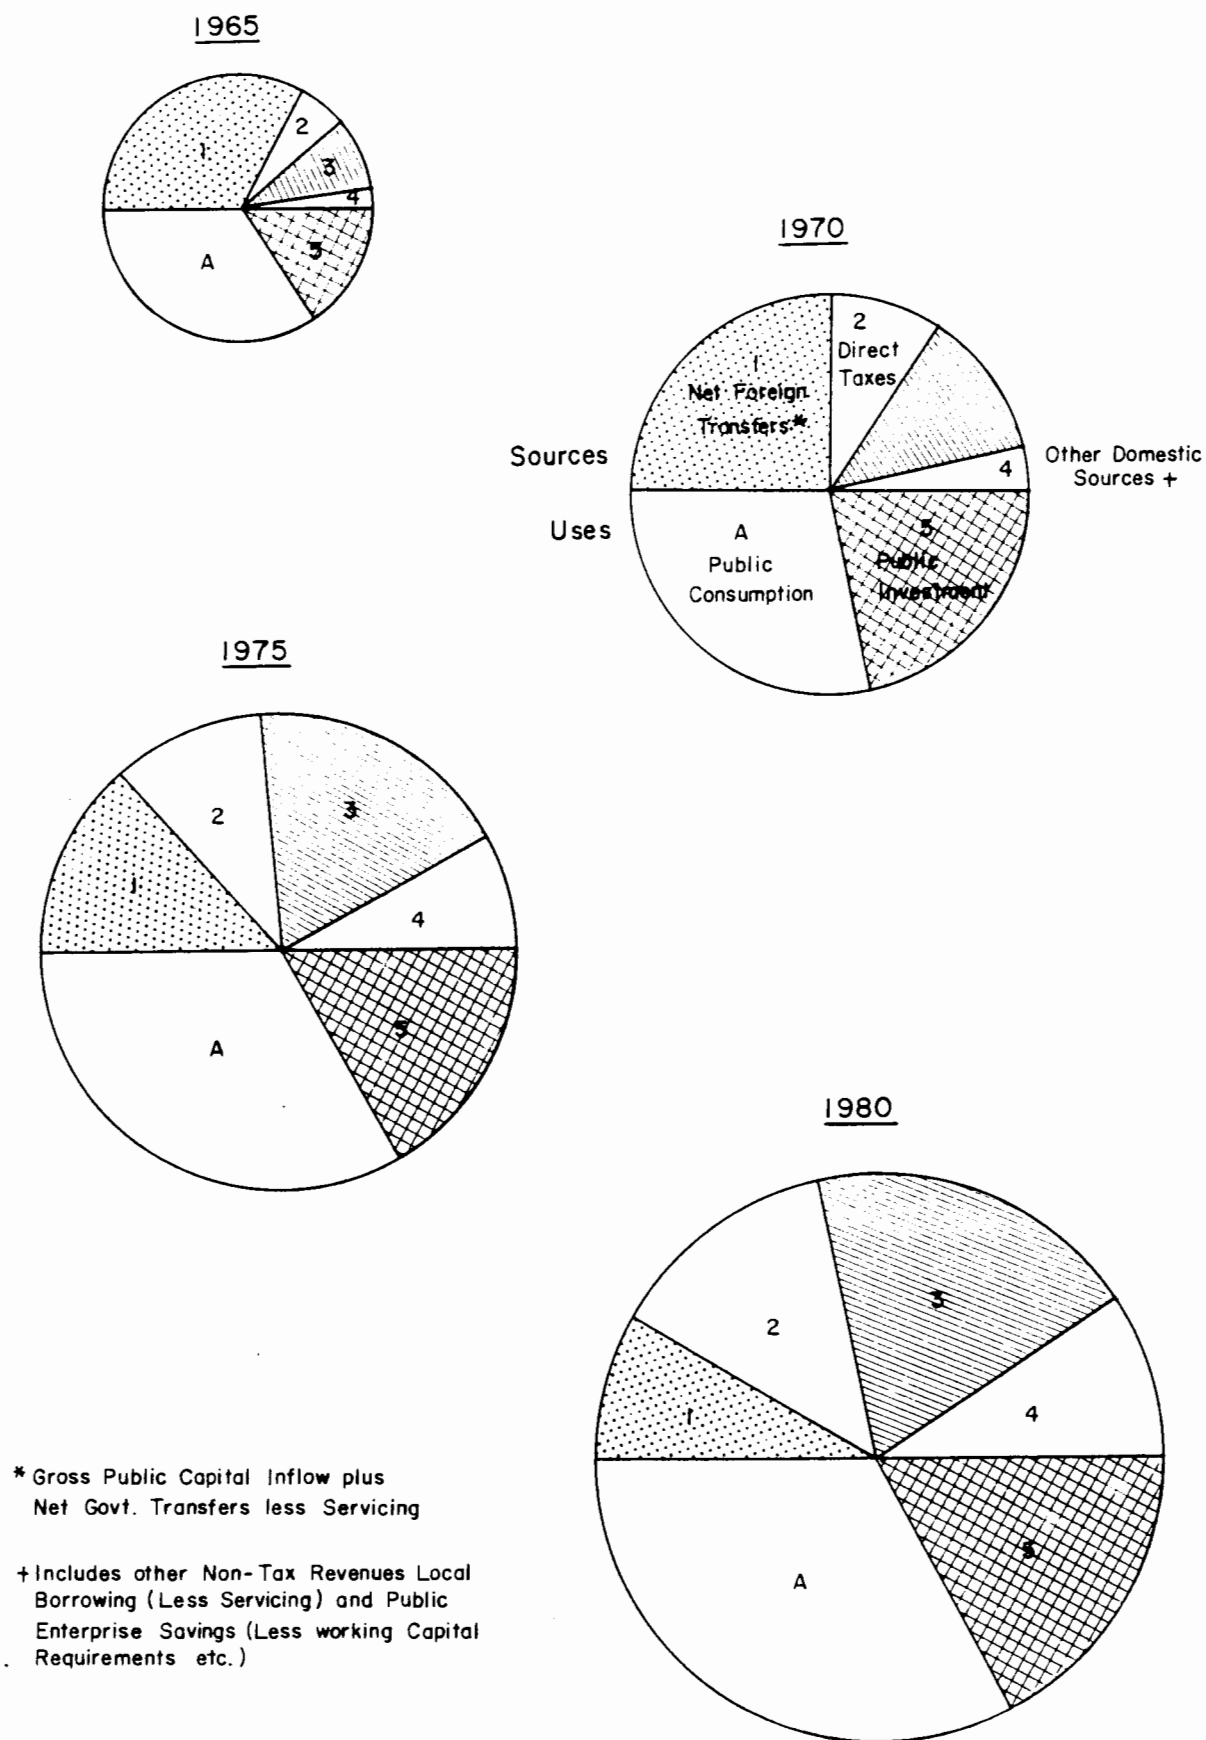 1965
1
2
3
4
A
5
1970
1
Net Foreign
Transfers*
2
Direct
Taxes
4
Other Domestic
Sources +
Sources
Uses
A
Public
Consumption
5
Public
Investment
1975
1
2
3
4
A
5
1980
1
2
3
4
A
5
* Gross Public Capital Inflow plus
Net Govt. Transfers less Servicing
+ Includes other Non-Tax Revenues Local
Borrowing (Less Servicing) and Public
Enterprise Savings (Less working Capital
Requirements etc.)